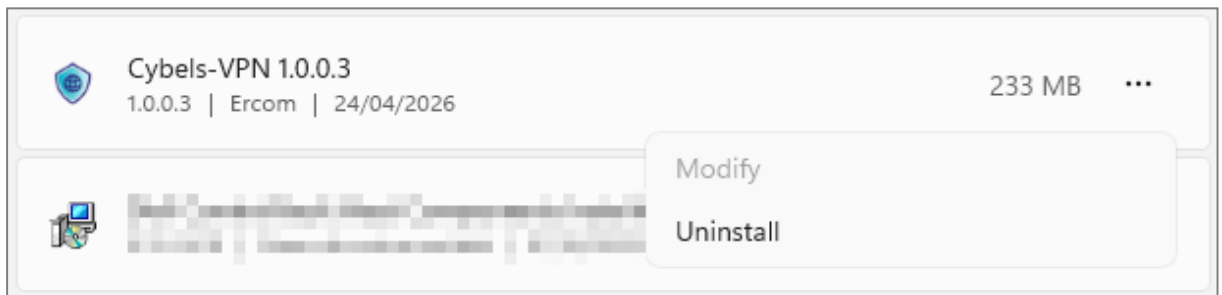 Cybels-VPN 1.0.0.3
1.0.0.3 | Ercom | 24/04/2026
233 MB
Modify
Uninstall